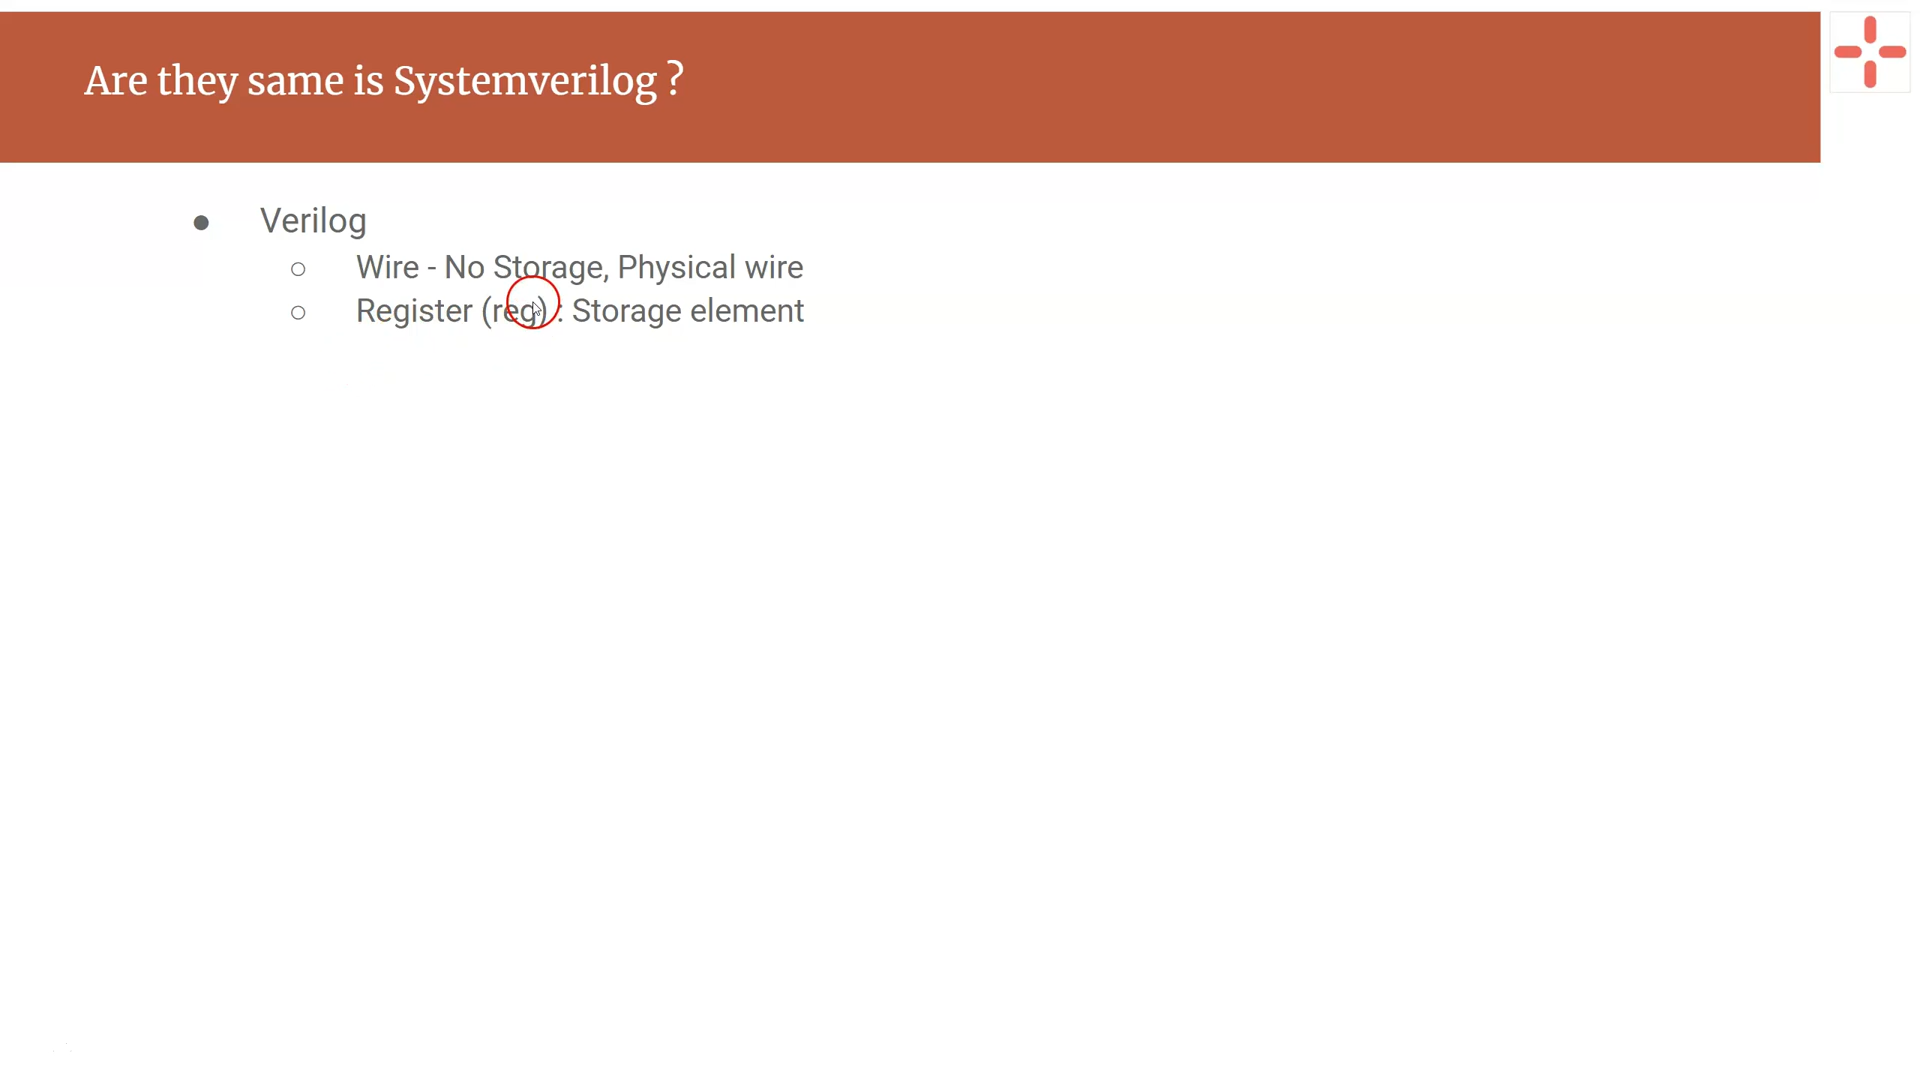 Are they same is Systemverilog ?
● Verilog
○ Wire - No Storage, Physical wire
○ Register (reg) : Storage element